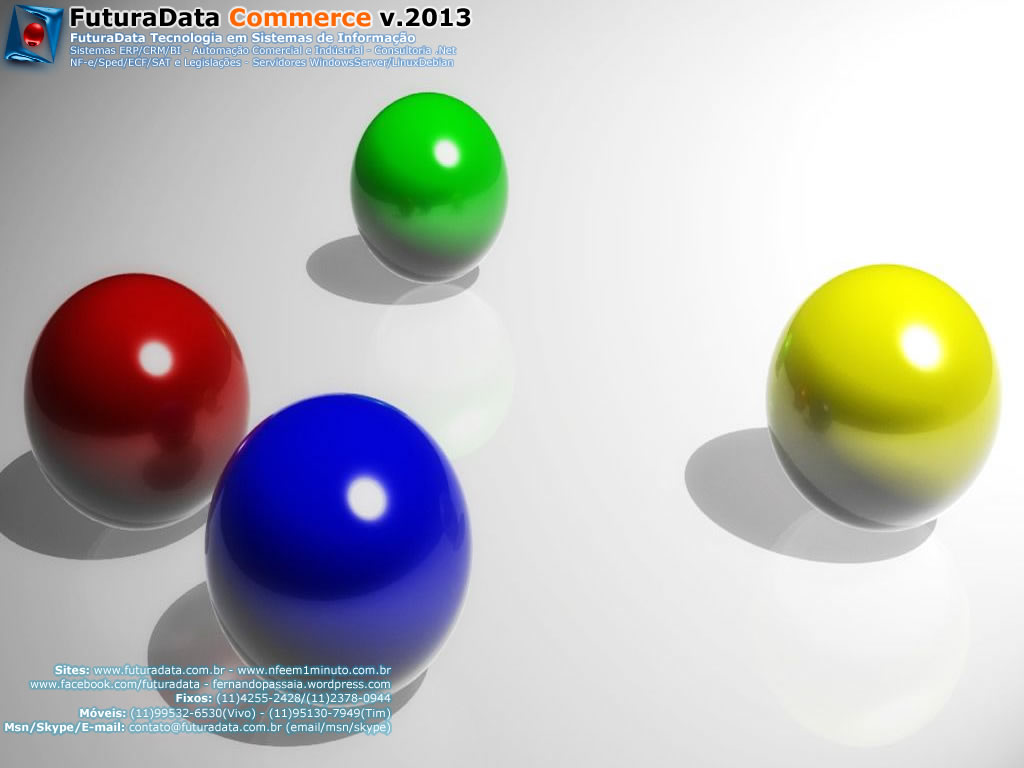 FuturaData Commerce v.2013
FuturaData Tecnologia em Sistemas de Informação
Sistemas ERP/CRM/BI - Automação Comercial e Indústrial - Consultoria .Net
NF-e/Sped/ECF/SAT e Legislações - Servidores WindowsServer/LinuxDebian
Sites: www.futuradata.com.br - www.nfeem1minuto.com.br
www.facebook.com/futuradata - fernandopassaia.wordpress.com
Fixos: (11)4255-2428/(11)2378-0944
Móveis: (11)99532-6530(Vivo) - (11)95130-7949(Tim)
Msn/Skype/E-mail: contato@futuradata.com.br (email/msn/skype)